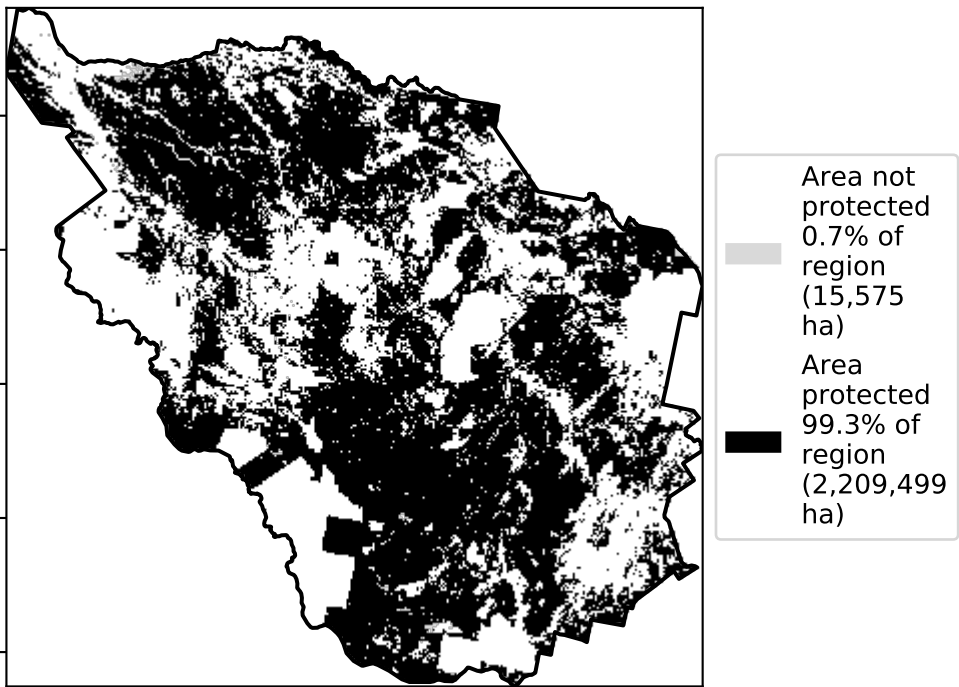 Area not
protected
0.7% of
region
(15,575
ha)
Area
protected
99.3% of
region
(2,209,499
ha)